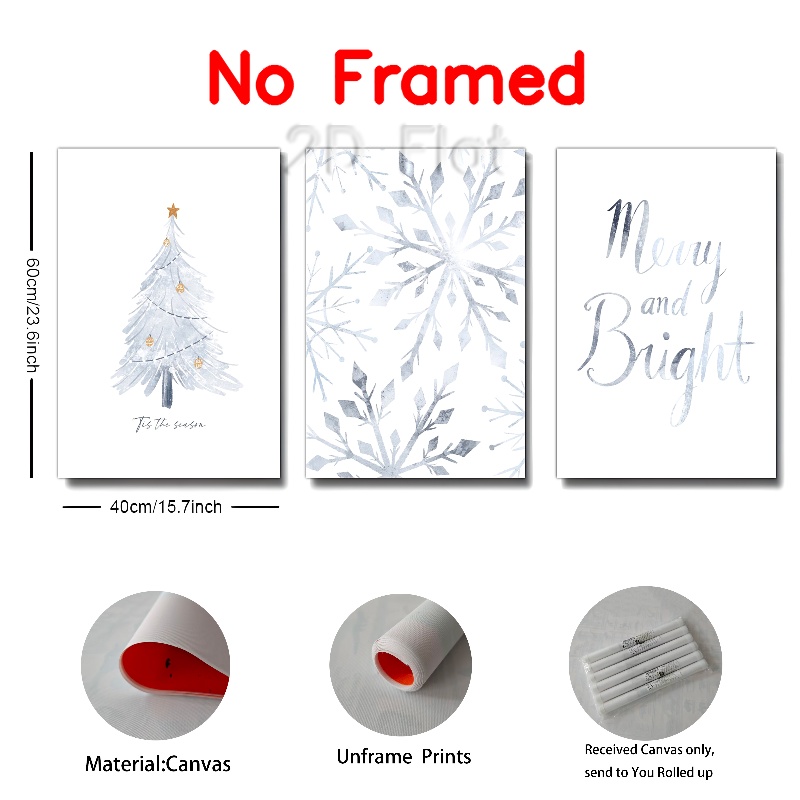 No Framed
2D Flat
60cm/23.6inch
40cm/15.7inch
Tis the season
Merry
and
Bright
Material:Canvas
Unframe Prints
Received Canvas only,
send to You Rolled up